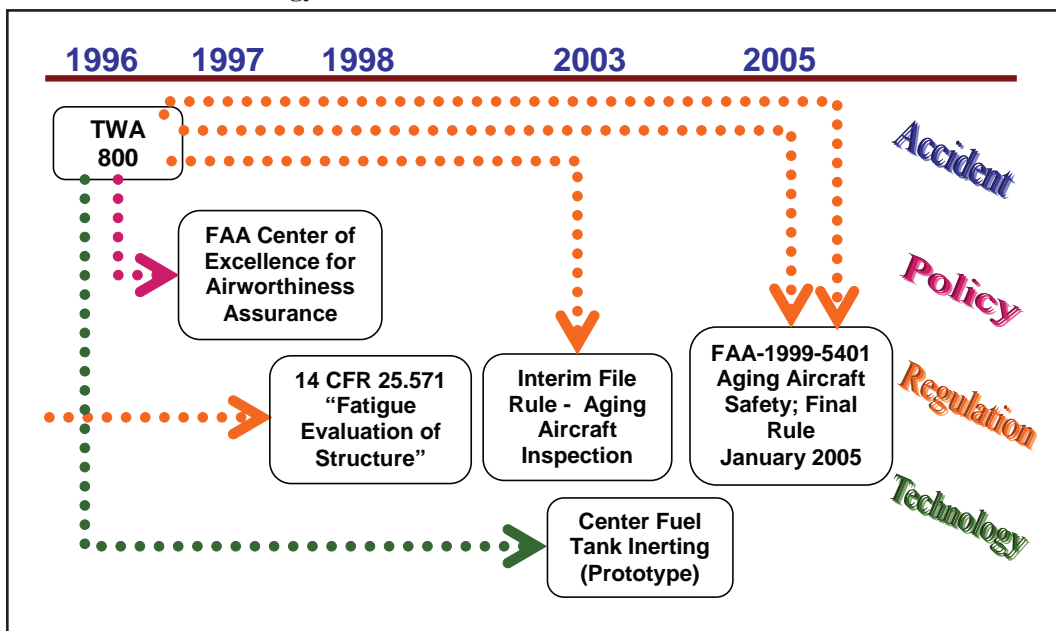 1996 1997 1998 2003 2005
TWA
800
Accident
FAA Center of
Excellence for
Airworthiness
Assurance
Policy
14 CFR 25.571
“Fatigue
Evaluation of
Structure”
Interim File
Rule - Aging
Aircraft
Inspection
FAA-1999-5401
Aging Aircraft
Safety; Final
Rule
January 2005
Regulation
Center Fuel
Tank Inerting
(Prototype)
Technology